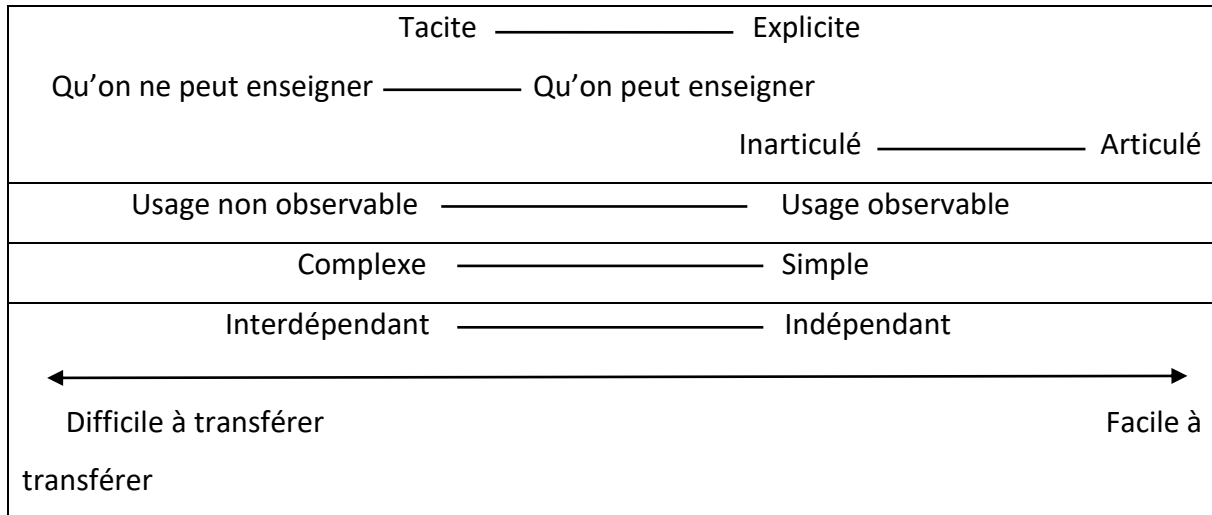 Tacite Explicite
Qu’on ne peut enseigner Qu’on peut enseigner
Inarticulé Articulé
Usage non observable Usage observable
Complexe Simple
Interdépendant Indépendant
Difficile à transférer Facile à
transférer